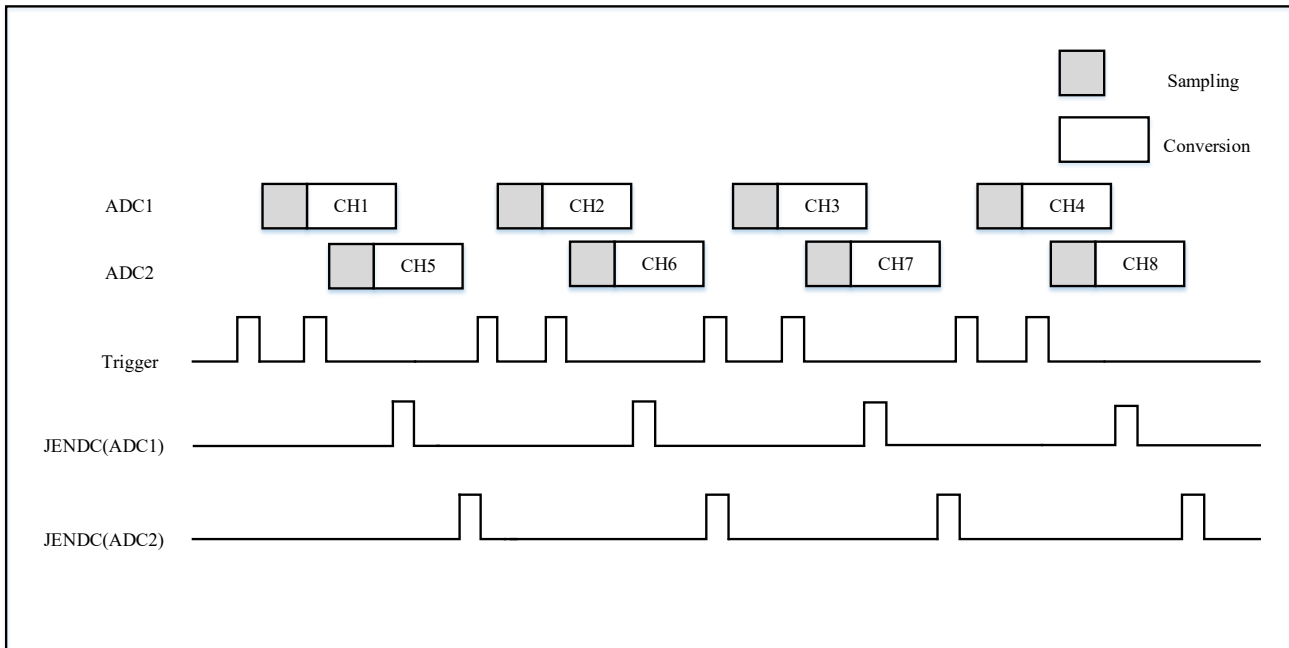 Sampling
Conversion
ADC1 CH1 CH2 CH3 CH4
ADC2 CH5 CH6 CH7 CH8
Trigger
JENDC(ADC1)
JENDC(ADC2)